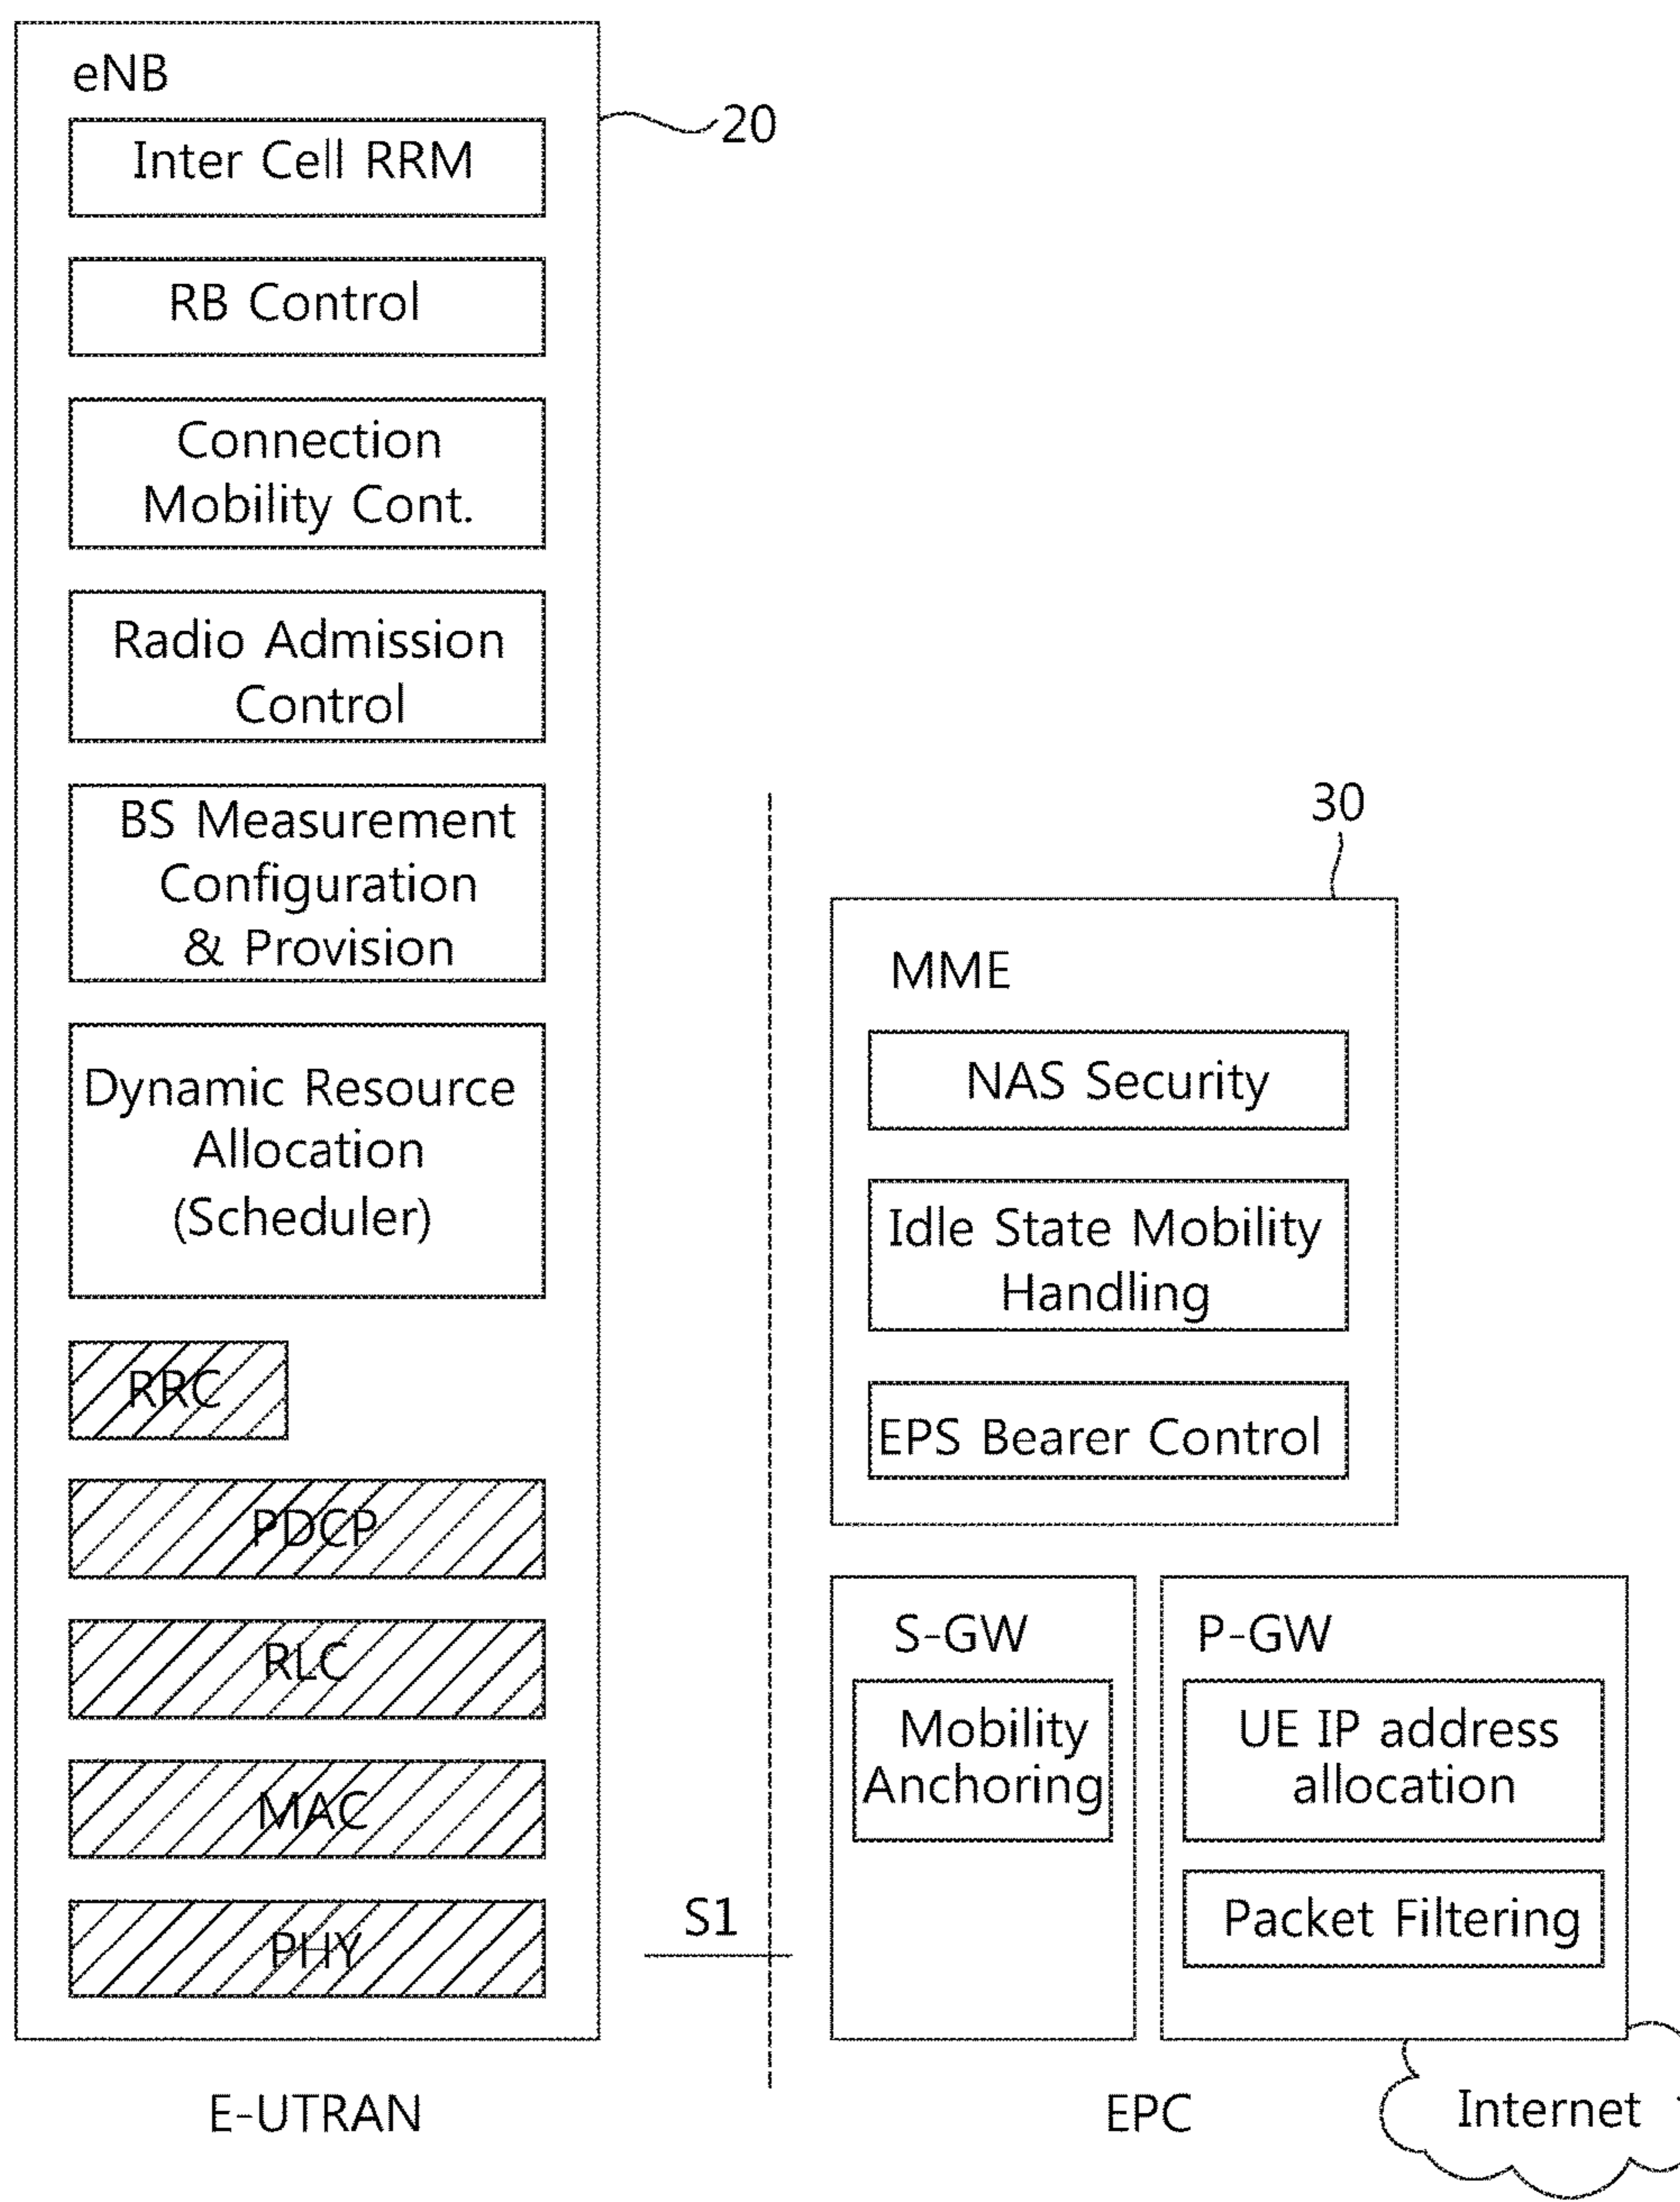 eNB
20
Inter Cell RRM
RB Control
Connection
Mobility Cont.
Radio Admission
Control
BS Measurement
Configuration
& Provision
Dynamic Resource
Allocation
(Scheduler)
RRC
PDCP
RLC
MAC
PHY
E-UTRAN
S1
30
MME
NAS Security
Idle State Mobility
Handling
EPS Bearer Control
S-GW
Mobility
Anchoring
P-GW
UE IP address
allocation
Packet Filtering
EPC
Internet